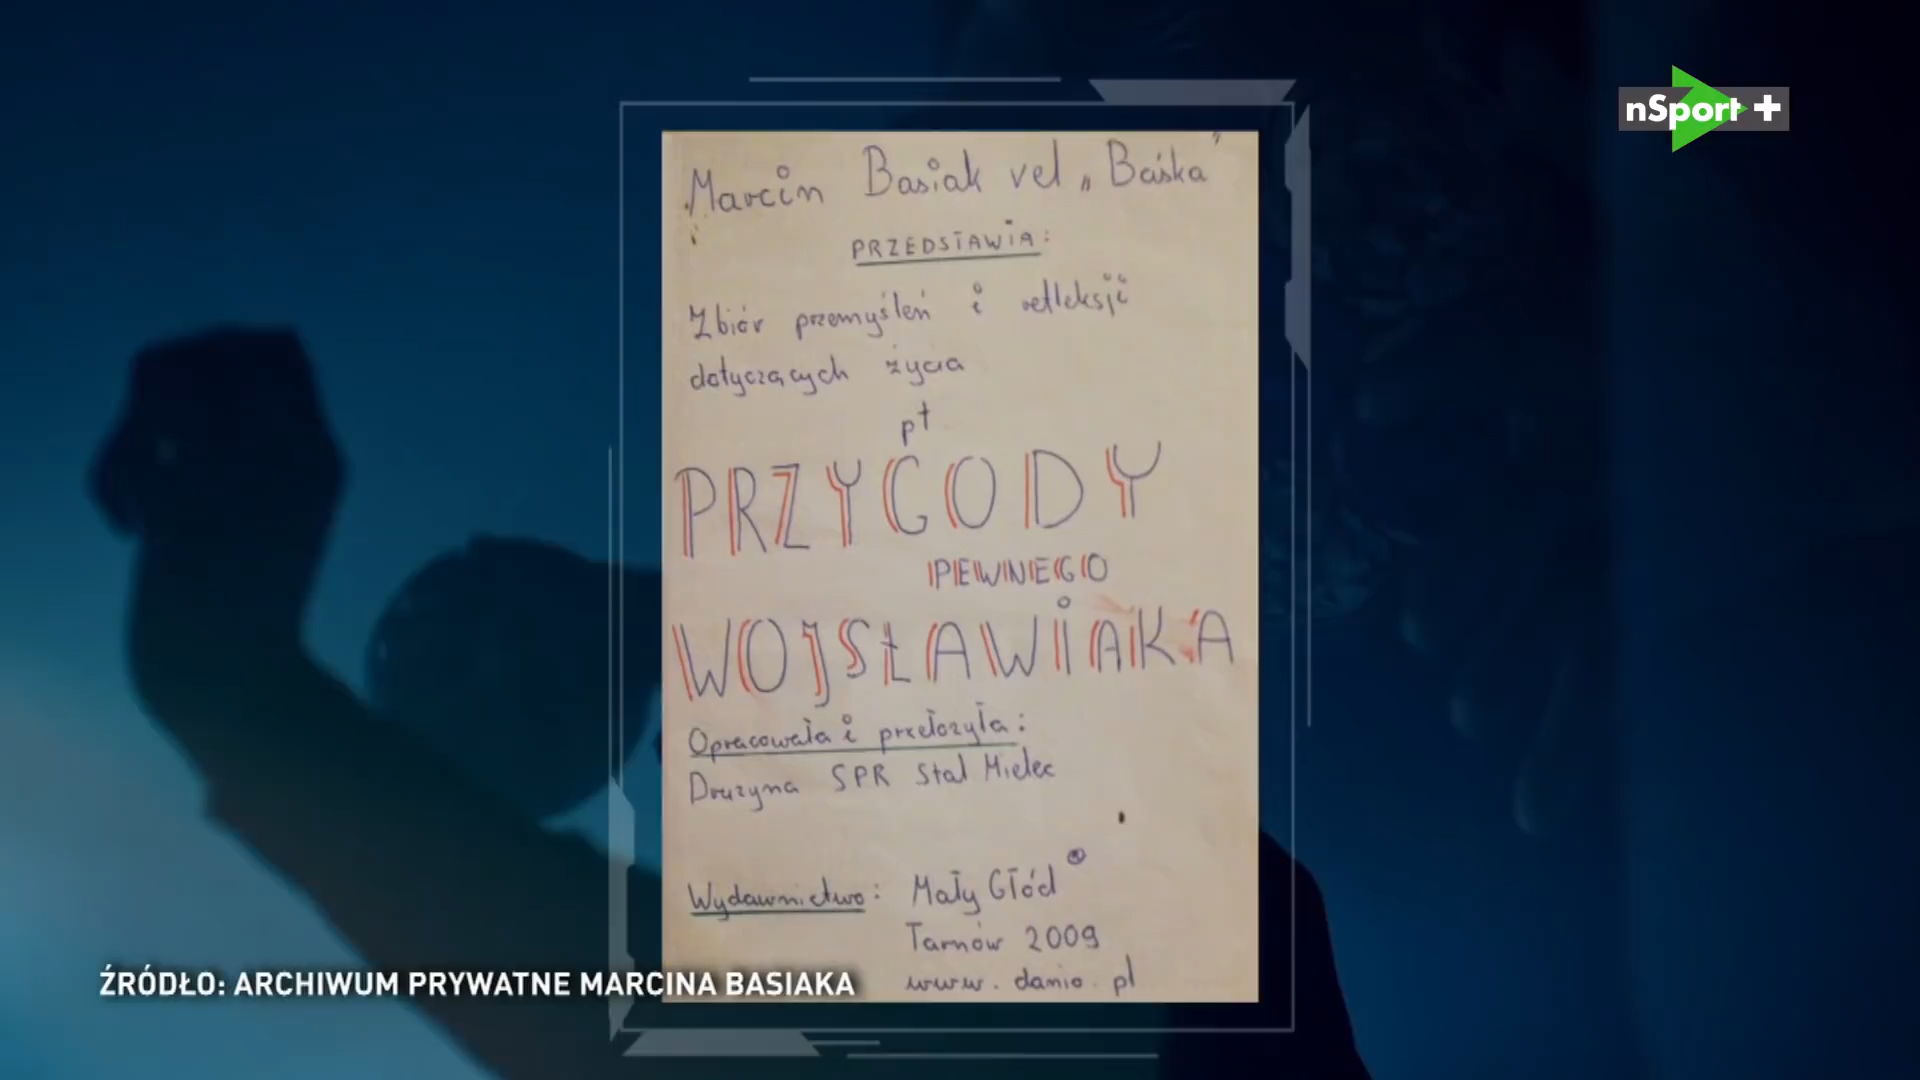 nSport+
Marcin Basiak vel „Baśka”
PRZEDSTAWIA:
Zbiór przemyśleń i refleksji
dotyczących życia
pt
PRZYGODY
PEWNEGO
WOJSŁAWIAKA
Opracowała i przełożyła:
Drużyna SPR Stal Mielec
Wydawnictwo: Mały Głód ®
Tarnów 2009
www.danio.pl
ŹRÓDŁO: ARCHIWUM PRYWATNE MARCINA BASIAKA